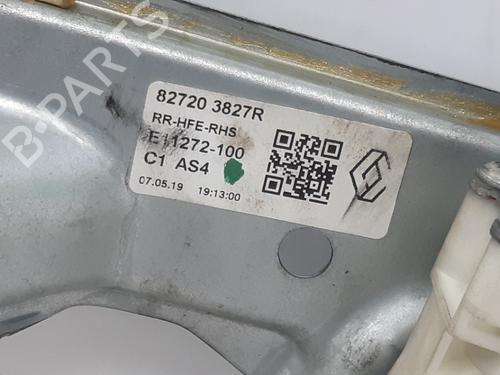 82720 3827R
RR-HFE-RHS
E11272-100
C1 AS4
07.05.19 19:13:00
B-Parts